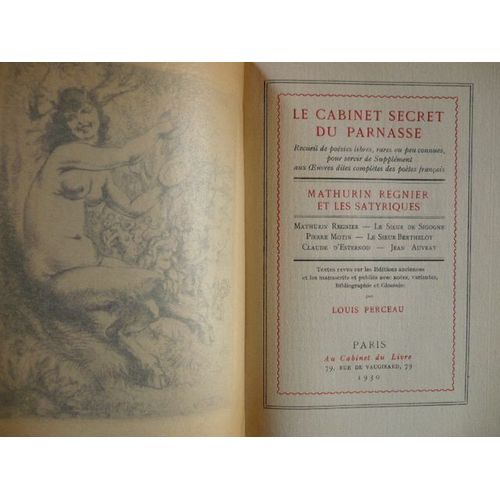 LE CABINET SECRET
DU PARNASSE
Recueil de poésies libres, rares ou peu connues,
pour servir de Supplément
aux Œuvres dites complètes des poètes français
MATHURIN REGNIER
ET LES SATYRIQUES
Mathurin Regnier — Le Sieur de Sigogne
Pierre Motin — Le Sieur Berthelot
Claude d'Esternod — Jean Auvray
Textes revus sur les Editions anciennes
et les manuscrits et publiés avec notes, variantes,
Bibliographie et Glossaire
par
LOUIS PERCEAU
PARIS
Au Cabinet du Livre
79, RUE DE VAUGIRARD, 79
1930